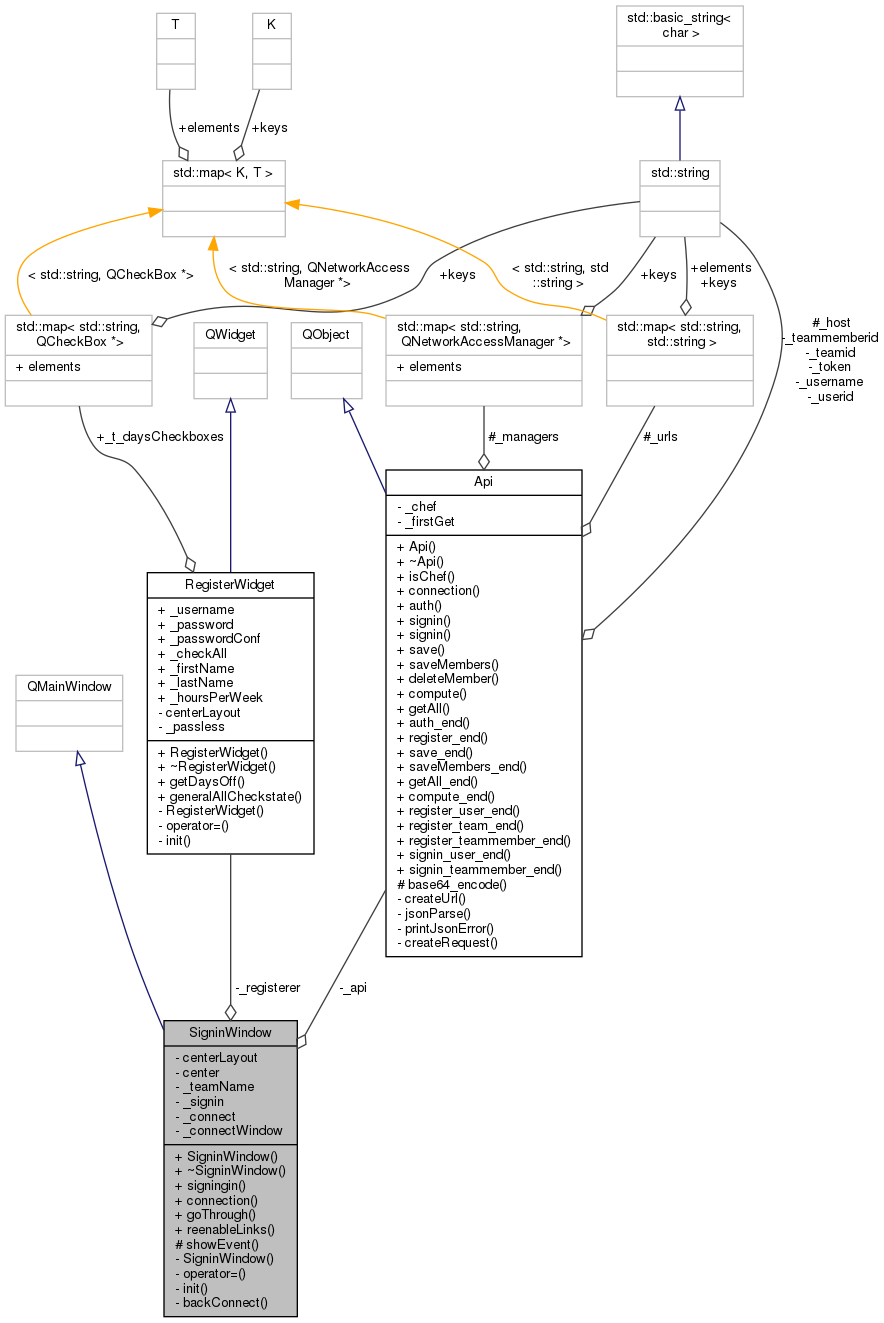 T
K
std::basic_string<
char >
+elements
+keys
std::map< K, T >
std::string
< std::string, QCheckBox *>
< std::string, QNetworkAccess
Manager *>
+keys
< std::string, std
::string >
+keys
+elements
+keys
#_host
-_teammemberid
-_teamid
-_token
-_username
-_userid
std::map< std::string,
QCheckBox *>
+ elements
QWidget
QObject
std::map< std::string,
QNetworkAccessManager *>
+ elements
std::map< std::string,
std::string >
+_t_daysCheckboxes
#_managers
#_urls
Api
- _chef
- _firstGet
+ Api()
+ ~Api()
+ isChef()
+ connection()
+ auth()
+ signin()
+ signin()
+ save()
+ saveMembers()
+ deleteMember()
+ compute()
+ getAll()
+ auth_end()
+ register_end()
+ save_end()
+ saveMembers_end()
+ getAll_end()
+ compute_end()
+ register_user_end()
+ register_team_end()
+ register_teammember_end()
+ signin_user_end()
+ signin_teammember_end()
# base64_encode()
- createUrl()
- jsonParse()
- printJsonError()
- createRequest()
RegisterWidget
+ _username
+ _password
+ _passwordConf
+ _checkAll
+ _firstName
+ _lastName
+ _hoursPerWeek
- centerLayout
- _passless
+ RegisterWidget()
+ ~RegisterWidget()
+ getDaysOff()
+ generalAllCheckstate()
- RegisterWidget()
- operator=()
- init()
QMainWindow
-_registerer
-_api
SigninWindow
- centerLayout
- center
- _teamName
- _signin
- _connect
- _connectWindow
+ SigninWindow()
+ ~SigninWindow()
+ signingin()
+ connection()
+ goThrough()
+ reenableLinks()
# showEvent()
- SigninWindow()
- operator=()
- init()
- backConnect()